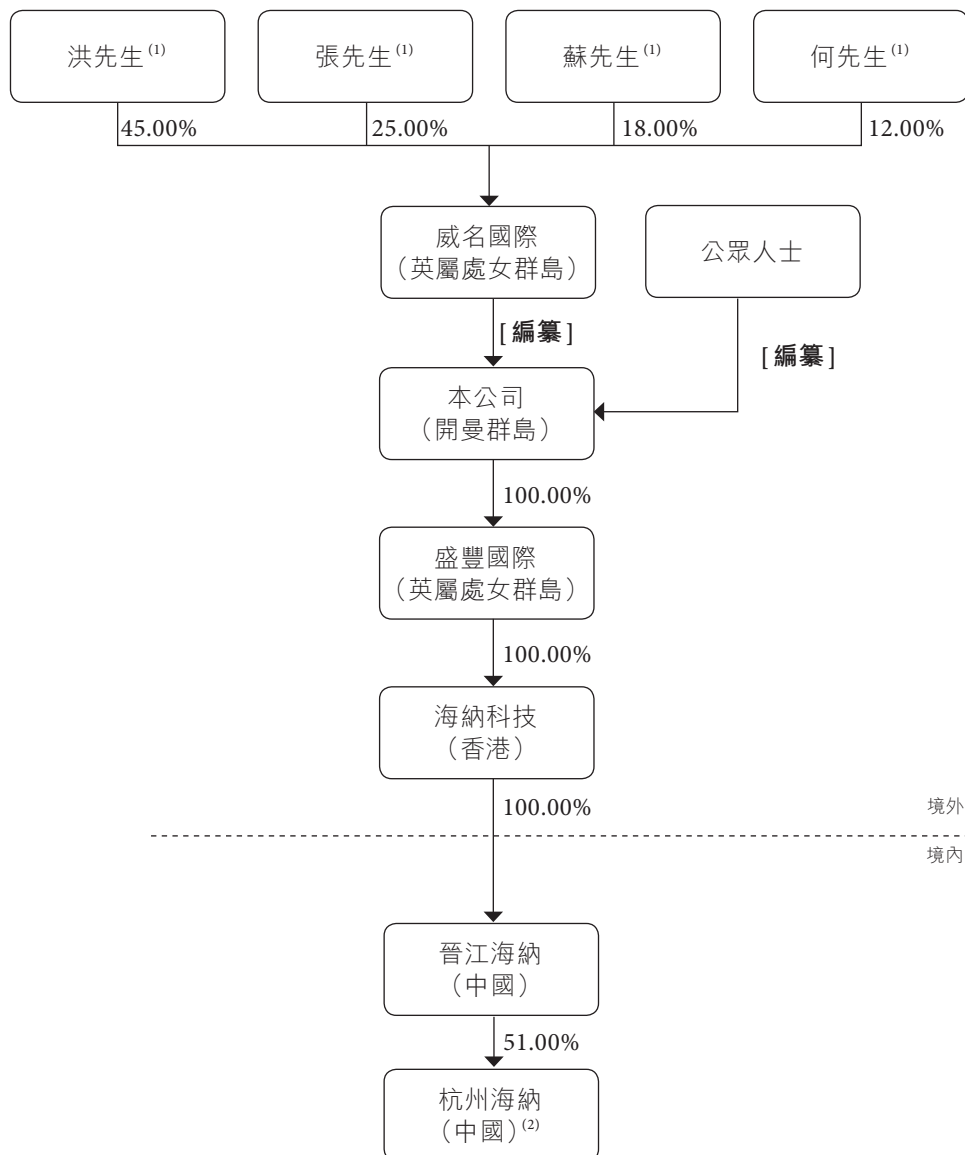 洪先生(1)
張先生(1)
蘇先生(1)
何先生(1)
45.00%
25.00%
18.00%
12.00%
威名國際
(英屬處女群島)
公眾人士
[編纂]
[編纂]
本公司
(開曼群島)
100.00%
盛豐國際
(英屬處女群島)
100.00%
海納科技
(香港)
100.00%
境外
境內
晉江海納
(中國)
51.00%
杭州海納
(中國)(2)